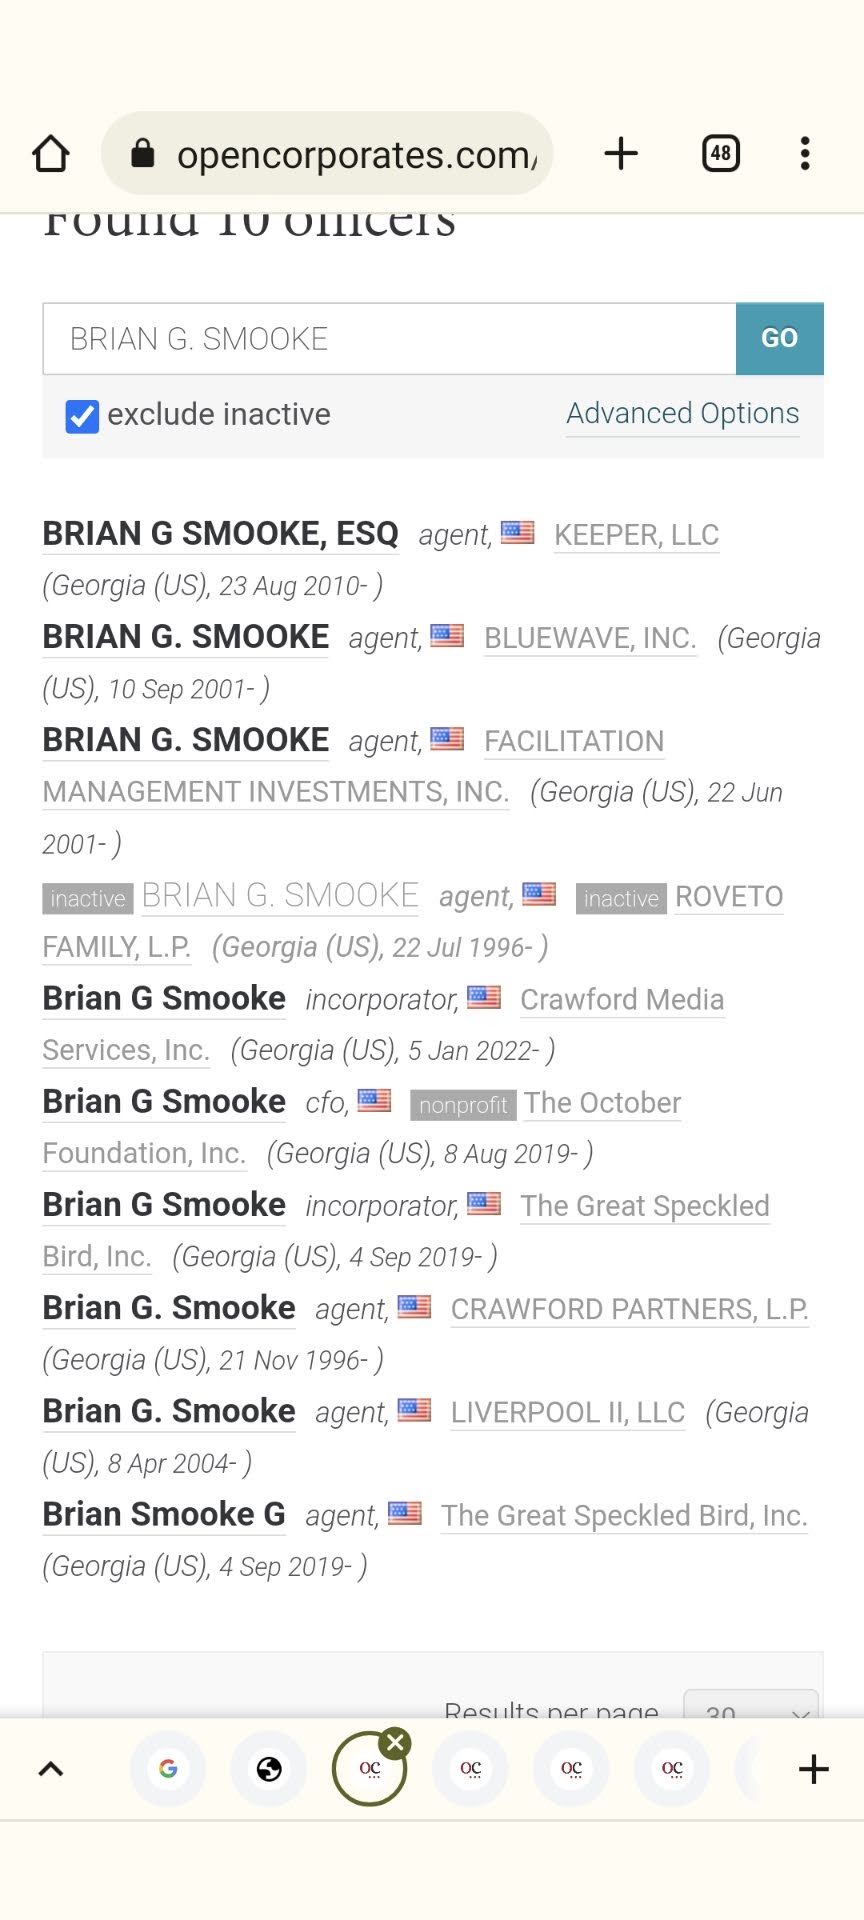 opencorporates.com/
48
Found 10 officers
BRIAN G. SMOOKE
GO
exclude inactive
Advanced Options
BRIAN G SMOOKE, ESQ agent, KEEPER, LLC
(Georgia (US), 23 Aug 2010- )
BRIAN G. SMOOKE agent, BLUEWAVE, INC. (Georgia
(US), 10 Sep 2001- )
BRIAN G. SMOOKE agent, FACILITATION
MANAGEMENT INVESTMENTS, INC. (Georgia (US), 22 Jun
2001- )
inactive BRIAN G. SMOOKE agent, inactive ROVETO
FAMILY, L.P. (Georgia (US), 22 Jul 1996- )
Brian G Smooke incorporator, Crawford Media
Services, Inc. (Georgia (US), 5 Jan 2022- )
Brian G Smooke cfo, nonprofit The October
Foundation, Inc. (Georgia (US), 8 Aug 2019- )
Brian G Smooke incorporator, The Great Speckled
Bird, Inc. (Georgia (US), 4 Sep 2019- )
Brian G. Smooke agent, CRAWFORD PARTNERS, L.P.
(Georgia (US), 21 Nov 1996- )
Brian G. Smooke agent, LIVERPOOL II, LLC (Georgia
(US), 8 Apr 2004- )
Brian Smooke G agent, The Great Speckled Bird, Inc.
(Georgia (US), 4 Sep 2019- )
Results per page 30
G oc oc oc oc